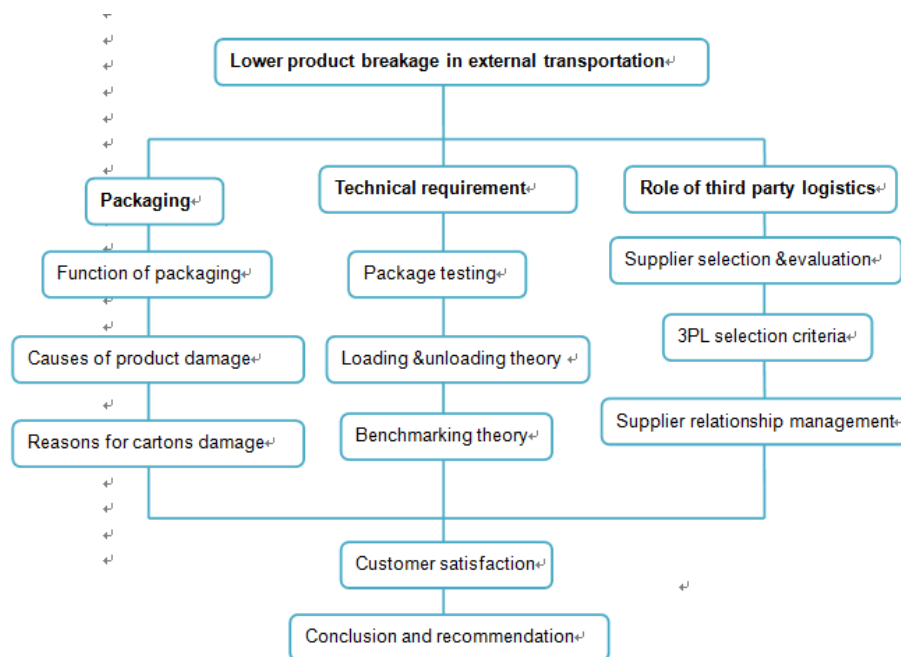 Lower product breakage in external transportation
Packaging
Technical requirement
Role of third party logistics
Function of packaging
Package testing
Supplier selection &evaluation
Causes of product damage
Loading &unloading theory
3PL selection criteria
Reasons for cartons damage
Benchmarking theory
Supplier relationship management
Customer satisfaction
Conclusion and recommendation